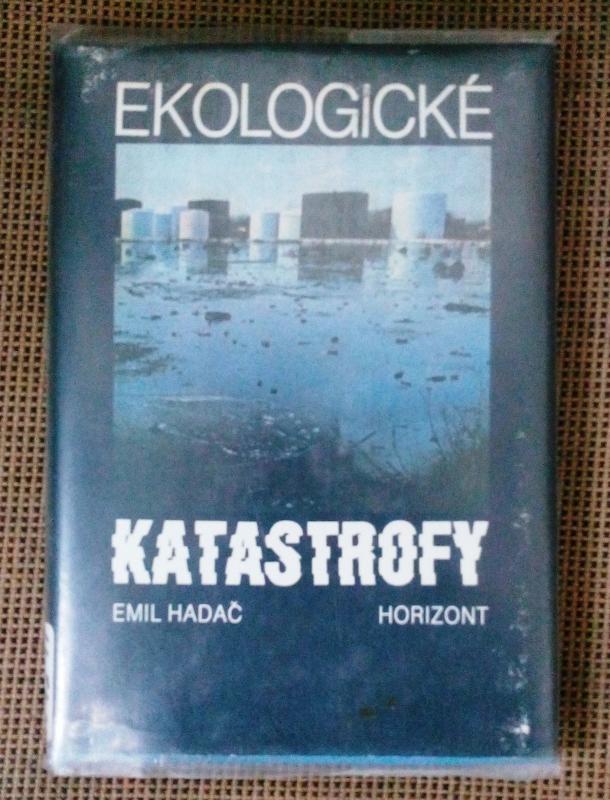 EKOLOGICKÉ
KATASTROFY
EMIL HADAČ HORIZONT